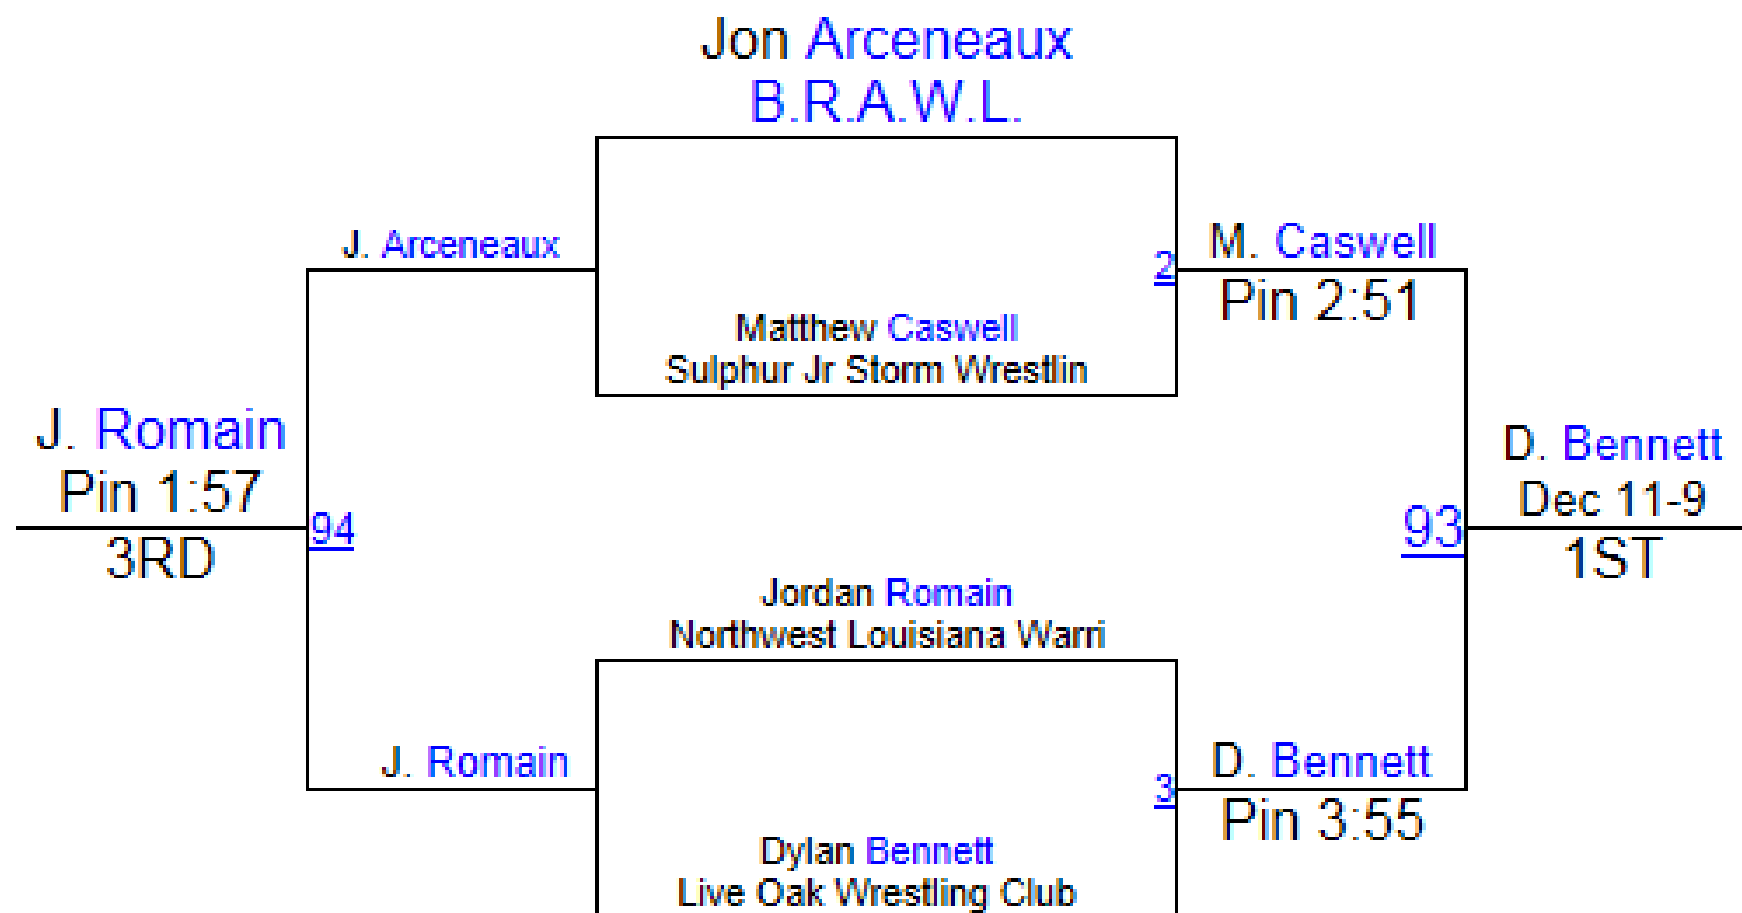 Jon Arceneaux
B.R.A.W.L.
J. Arceneaux
2
M. Caswell
Pin 2:51
Matthew Caswell
Sulphur Jr Storm Wrestlin
J. Romain
Pin 1:57
94
3RD
D. Bennett
Dec 11-9
93
1ST
Jordan Romain
Northwest Louisiana Warri
J. Romain
3
D. Bennett
Pin 3:55
Dylan Bennett
Live Oak Wrestling Club